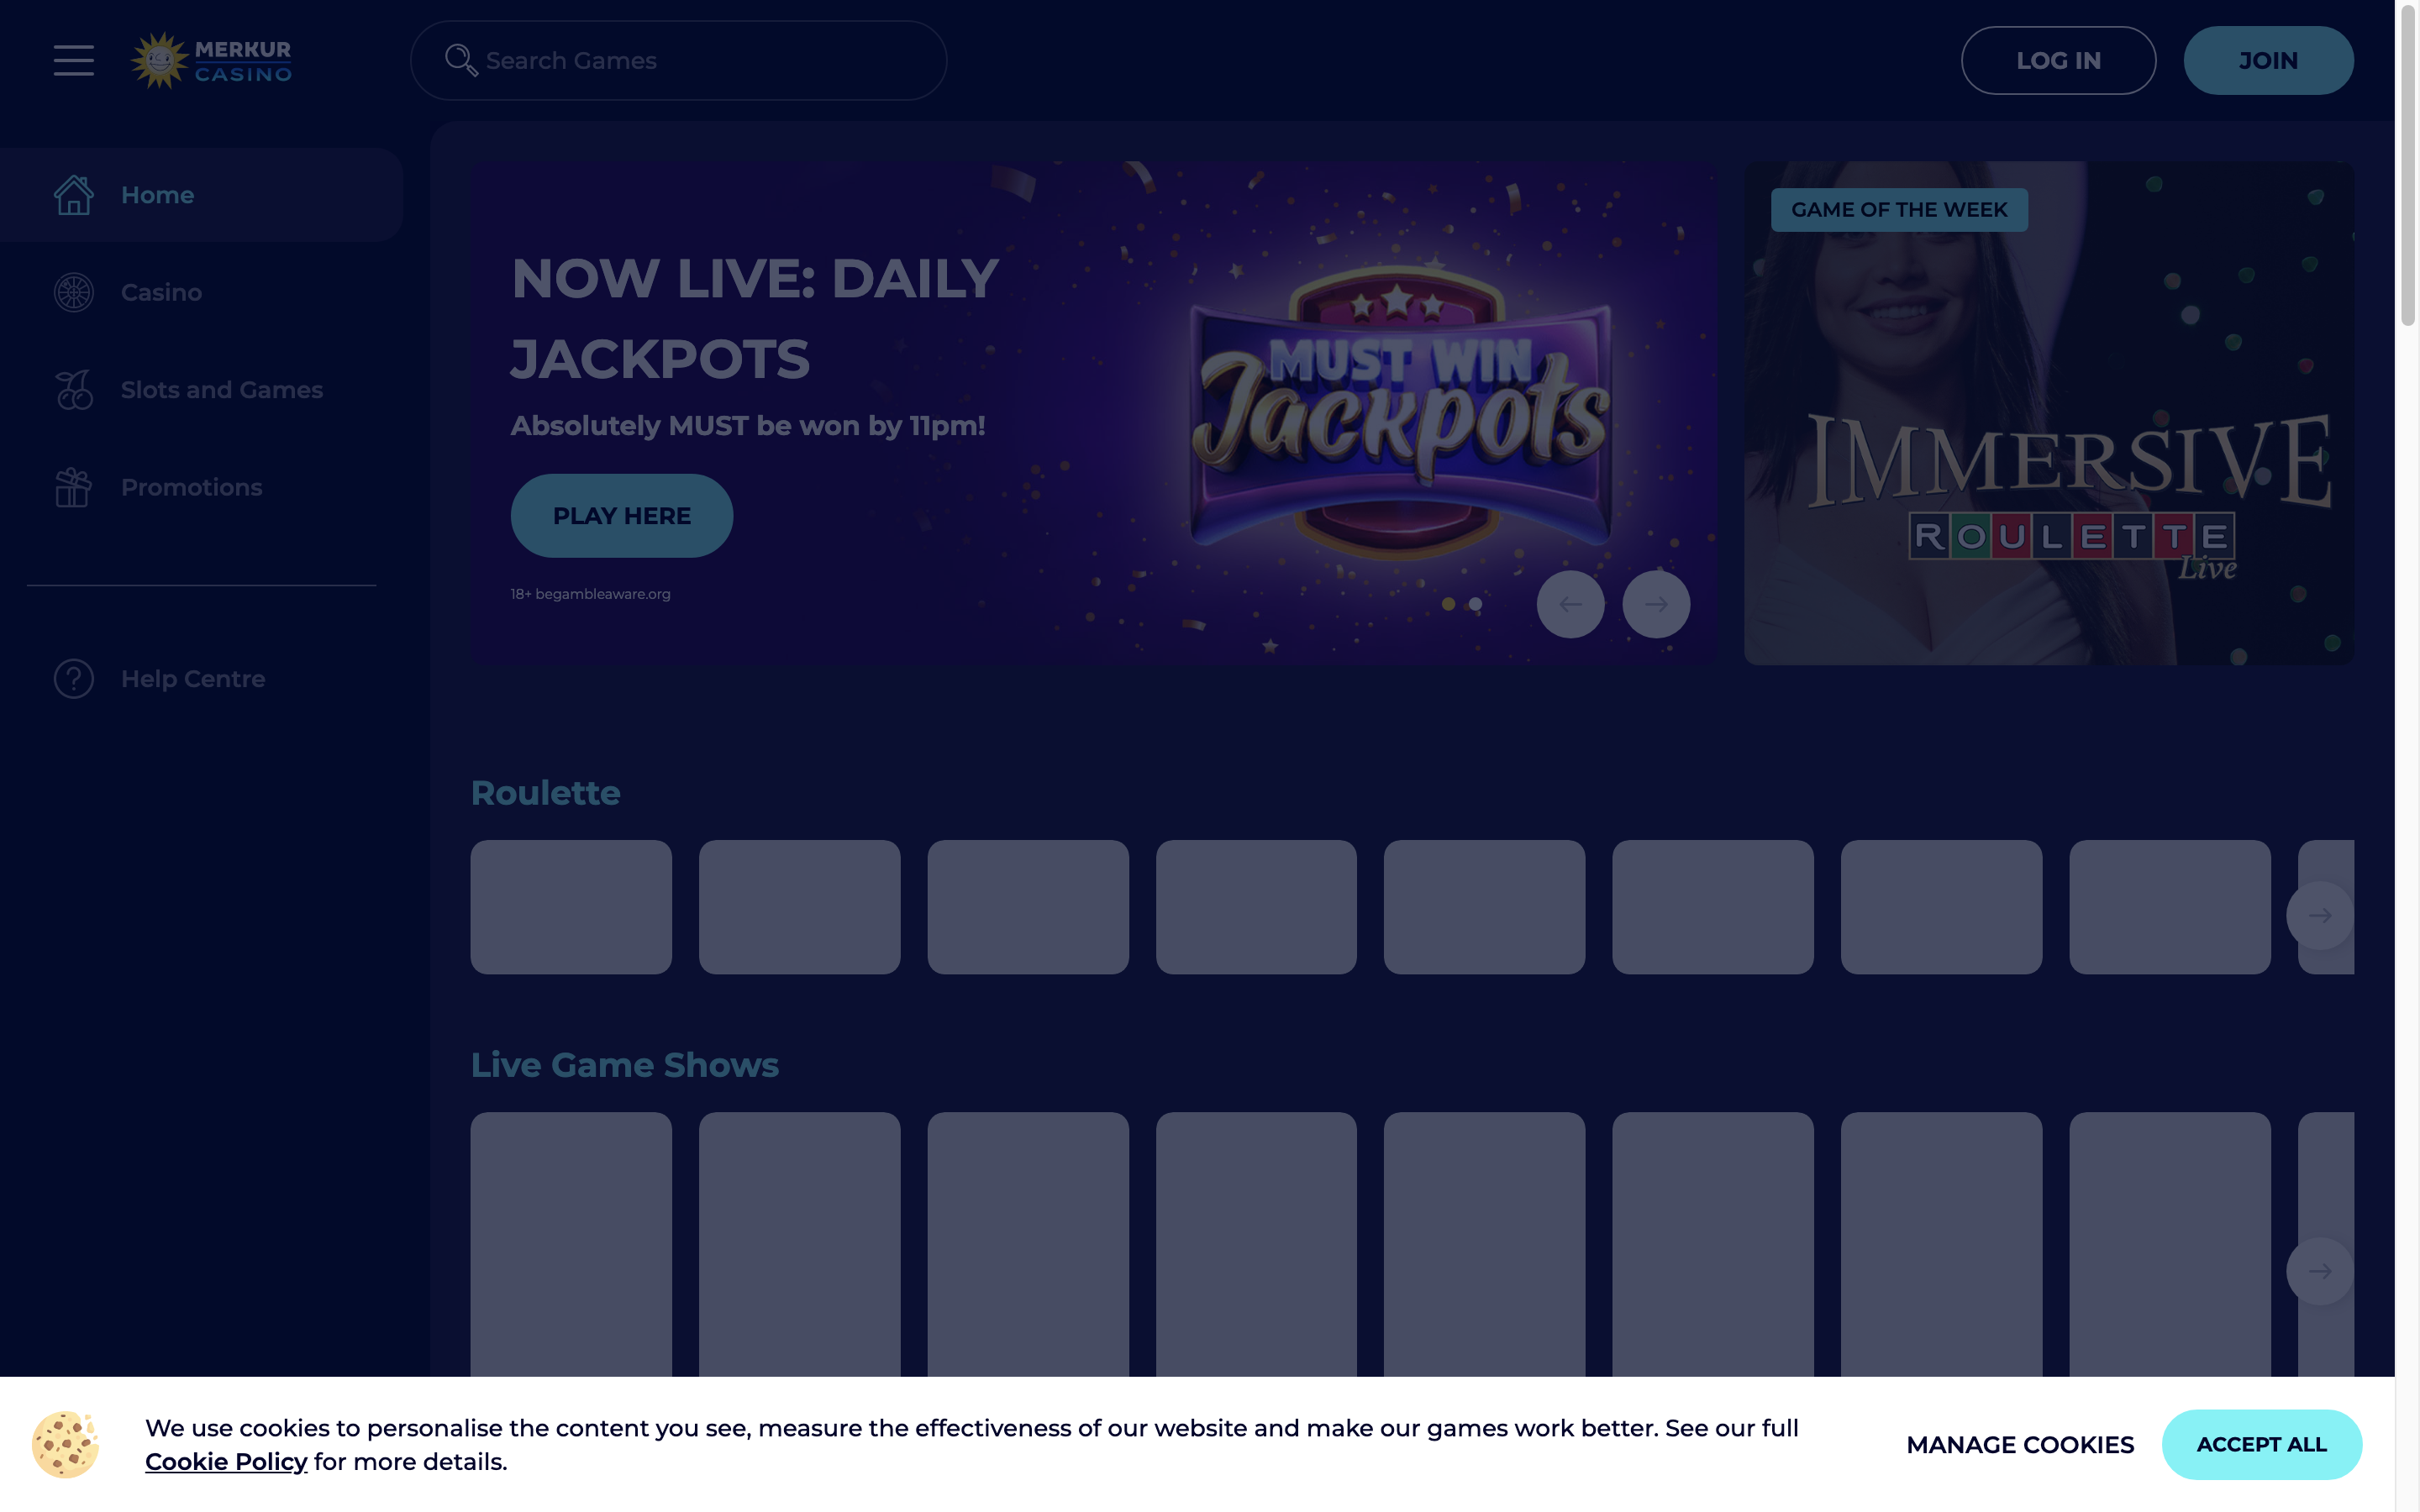 MERKUR
CASINO
Search Games
LOG IN
JOIN
Home
Casino
Slots and Games
Promotions
Help Centre
NOW LIVE: DAILY
JACKPOTS
Absolutely MUST be won by 11pm!
PLAY HERE
18+ begambleaware.org
MUST WIN
Jackpots
GAME OF THE WEEK
IMMERSIVE
ROULETTE
Live
Roulette
Live Game Shows
We use cookies to personalise the content you see, measure the effectiveness of our website and make our games work better. See our full
Cookie Policy for more details.
MANAGE COOKIES
ACCEPT ALL